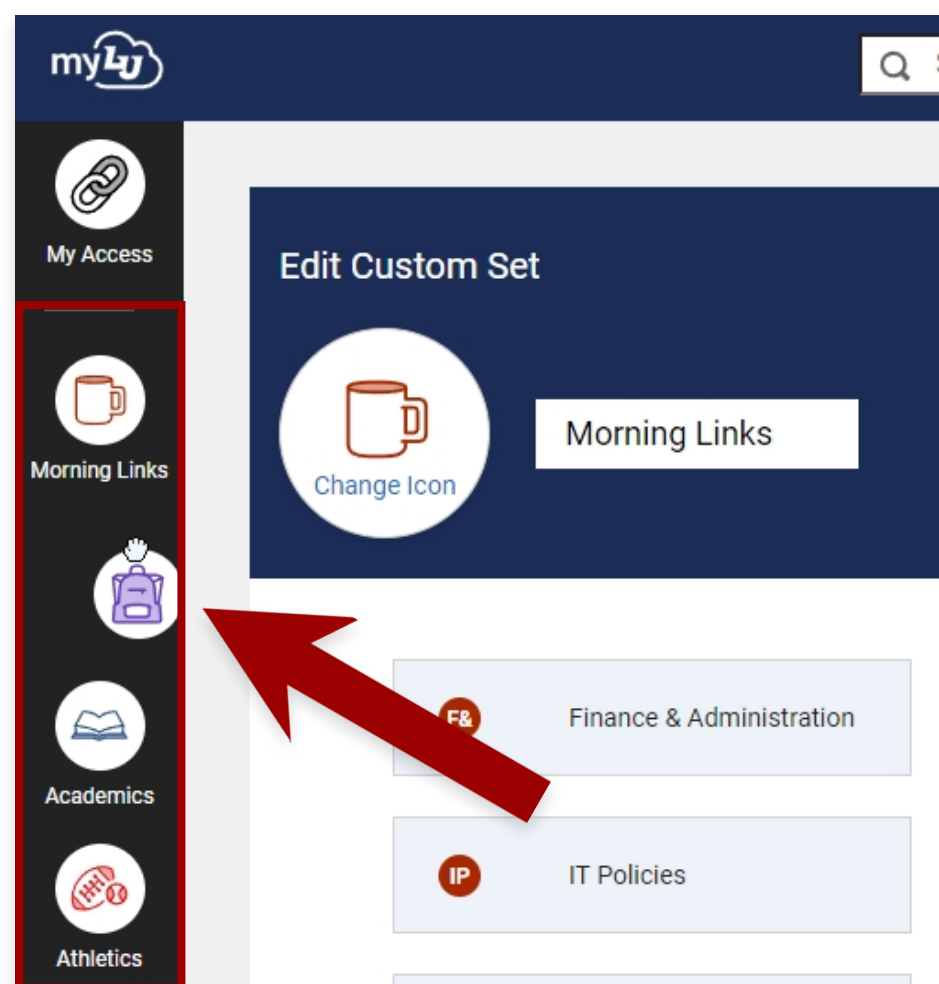 myLU
S
My Access
Edit Custom Set
Change Icon
Morning Links
Morning Links
Academics
Athletics
F& Finance & Administration
IP IT Policies